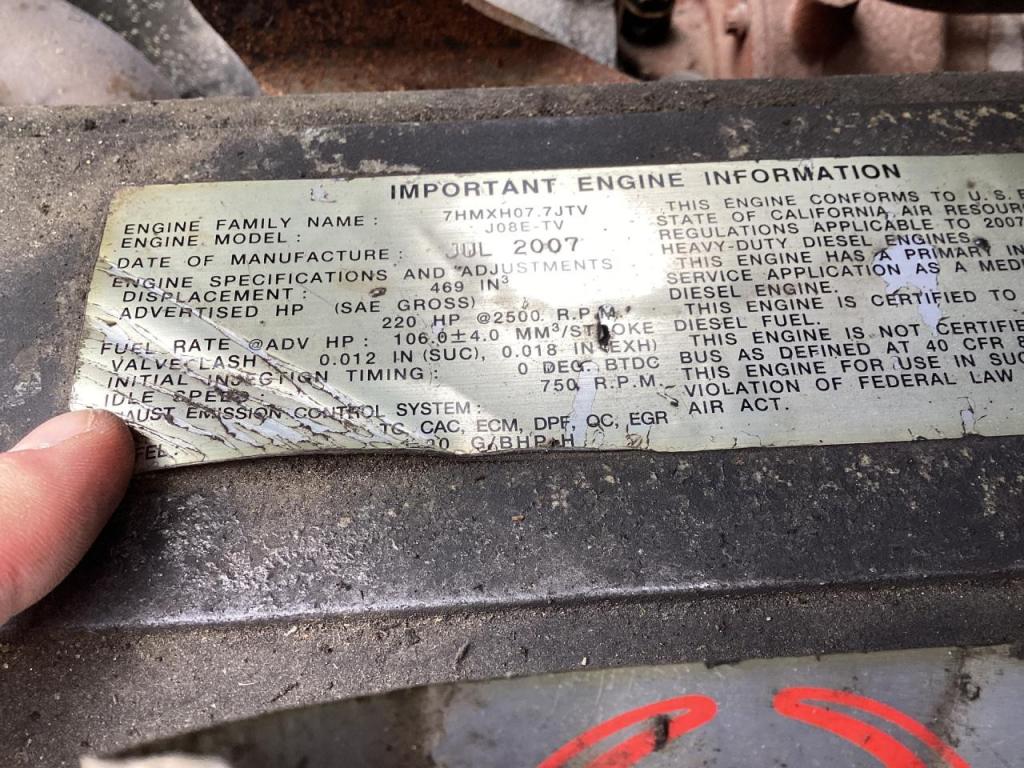 IMPORTANT ENGINE INFORMATION
ENGINE FAMILY NAME : 7HMXH07.7JTV
ENGINE MODEL : J08E-TV
DATE OF MANUFACTURE : JUL 2007
ENGINE SPECIFICATIONS AND ADJUSTMENTS
DISPLACEMENT : 469 IN³
ADVERTISED HP (SAE GROSS)
220 HP @2500 R.P.M.
FUEL RATE @ADV HP : 106.0±4.0 MM³/STROKE
VALVE LASH : 0.012 IN (SUC), 0.018 IN (EXH)
INITIAL INJECTION TIMING : 0 DEG. BTDC
IDLE SPEED : 750 R.P.M.
EMISSION CONTROL SYSTEM :
TC, CAC, ECM, DPF, OC, EGR
G/BHP-H
THIS ENGINE CONFORMS TO U.S.
STATE OF CALIFORNIA AIR
REGULATIONS APPLICABLE TO 2007
HEAVY-DUTY DIESEL ENGINES.
THIS ENGINE HAS A PRIMARY
SERVICE APPLICATION AS A
DIESEL ENGINE.
THIS ENGINE IS CERTIFIED TO
DIESEL FUEL.
THIS ENGINE IS NOT
BUS AS DEFINED AT 40 CFR
THIS ENGINE FOR USE IN
VIOLATION OF FEDERAL LAW
AIR ACT.